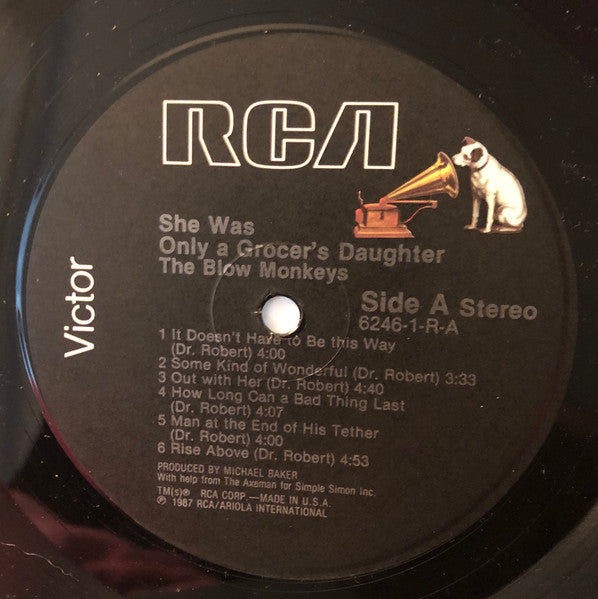 RCA
Victor
She Was
Only a Grocer's Daughter
The Blow Monkeys
Side A Stereo
6246-1-R-A
1 It Doesn't Have to Be this Way
(Dr. Robert) 4:00
2 Some Kind of Wonderful (Dr. Robert) 3:33
3 Out with Her (Dr. Robert) 4:40
4 How Long Can a Bad Thing Last
(Dr. Robert) 4:07
5 Man at the End of His Tether
(Dr. Robert) 4:00
6 Rise Above (Dr. Robert) 4:53
PRODUCED BY MICHAEL BAKER
With help from The Axeman for Simple Simon Inc.
TM(s)® RCA CORP.—MADE IN U.S.A.
℗ 1987 RCA/ARIOLA INTERNATIONAL